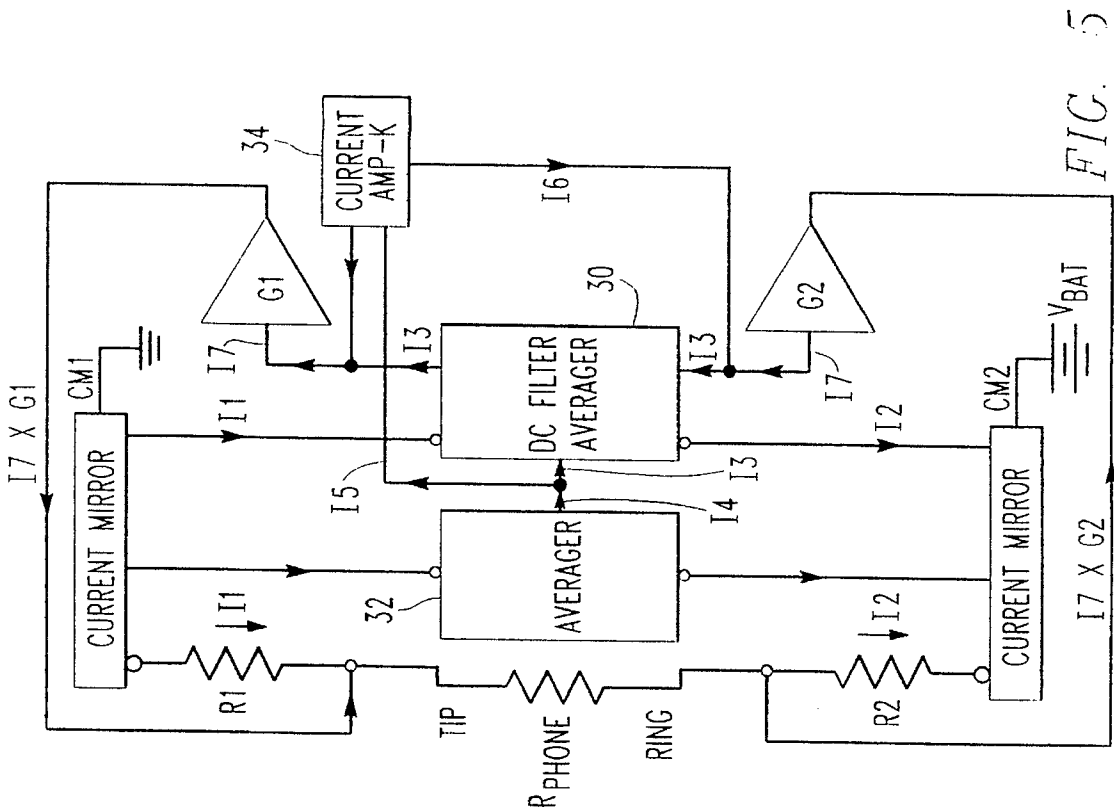 I7 X G1
CURRENT MIRROR
CM1
I1
R1
I1
I7
G1
34
CURRENT
AMP-K
I5
I3
I6
TIP
R PHONE
RING
32
AVERAGER
I4
I3
DC FILTER
AVERAGER
30
I3
I7
G2
I2
R2
I2
CURRENT MIRROR
CM2
VBAT
I7 X G2
FIG. 5